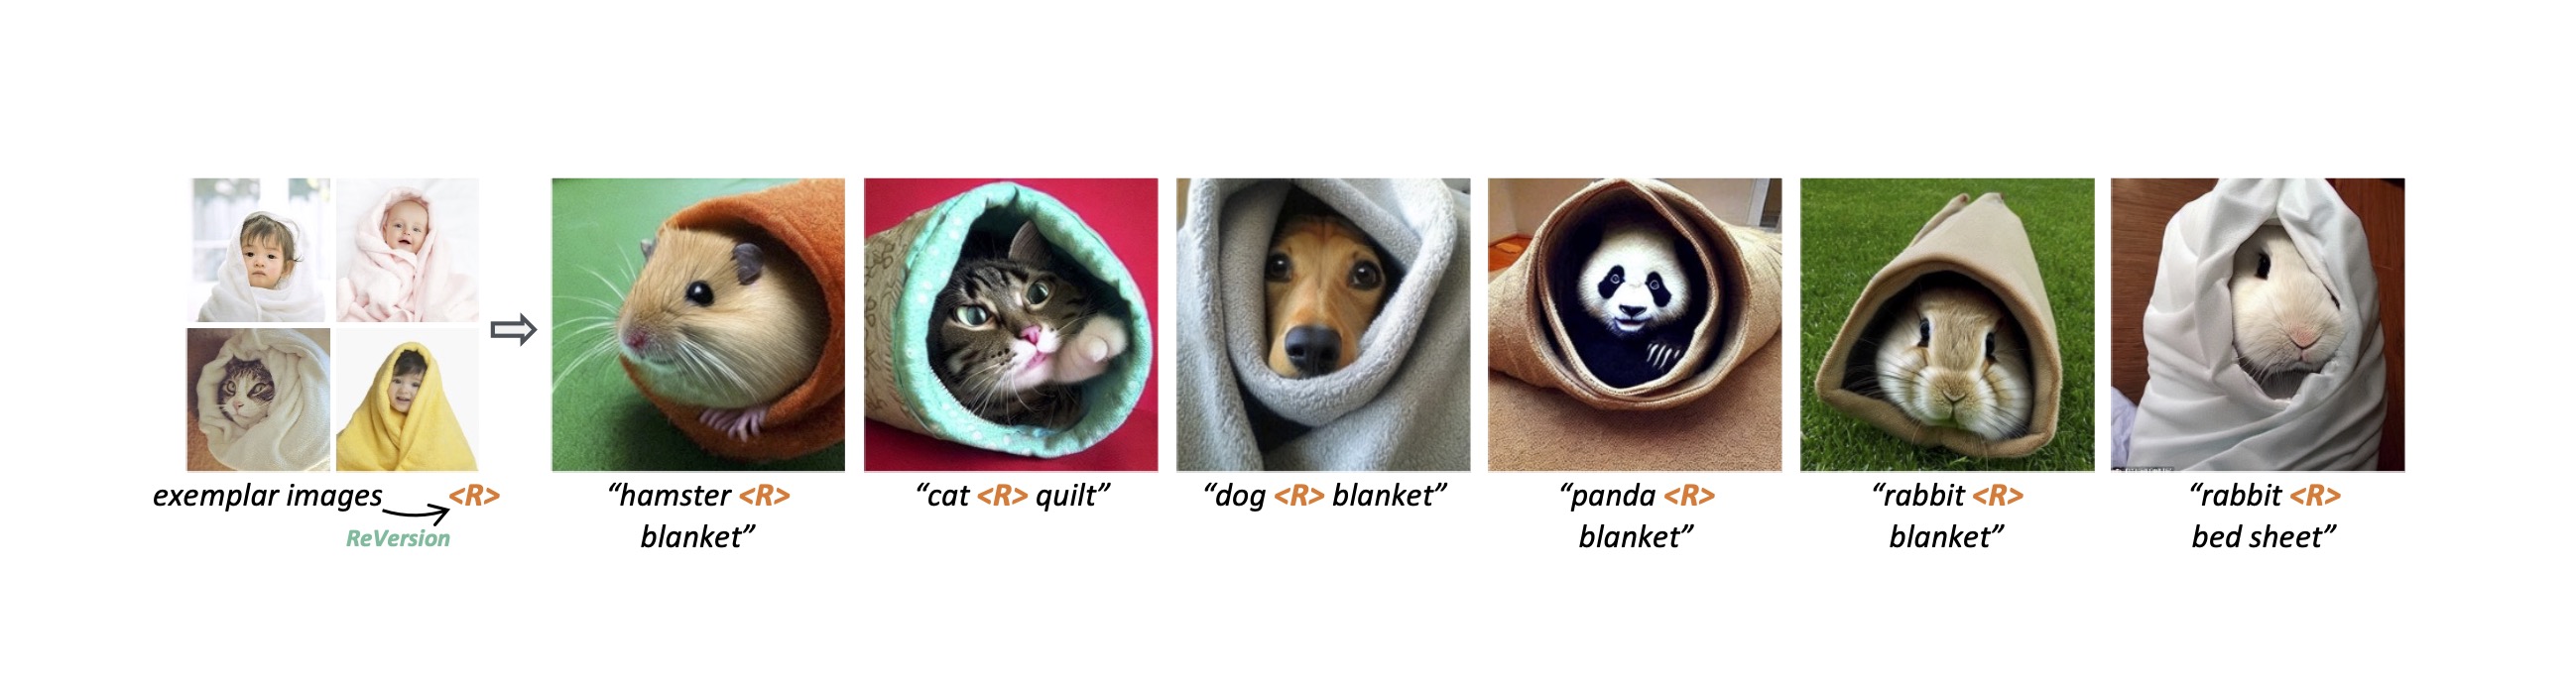 exemplar images <R>
ReVersion
“hamster <R>
blanket”
“cat <R> quilt”
“dog <R> blanket”
“panda <R>
blanket”
“rabbit <R>
blanket”
“rabbit <R>
bed sheet”